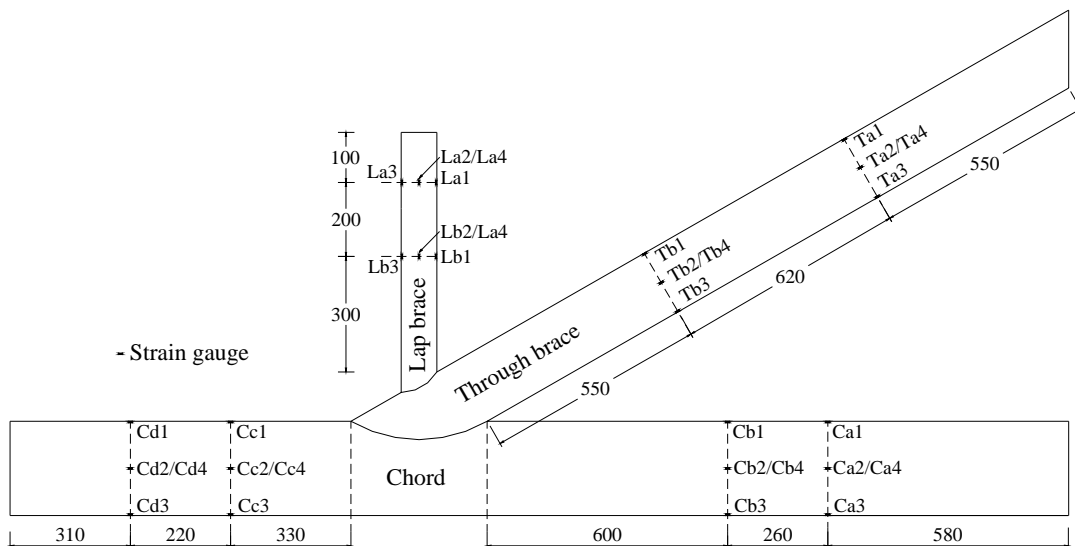 Ta1
Ta2/Ta4
Ta3
550
100
La2/La4
La3
La1
200
Lb2/La4
Lb3
Lb1
Tb1
Tb2/Tb4
Tb3
620
300
Lap brace
Through brace
Strain gauge
550
Cd1
Cc1
Cb1
Ca1
Cd2/Cd4
Cc2/Cc4
Chord
Cb2/Cb4
Ca2/Ca4
Cd3
Cc3
Cb3
Ca3
310
220
330
600
260
580